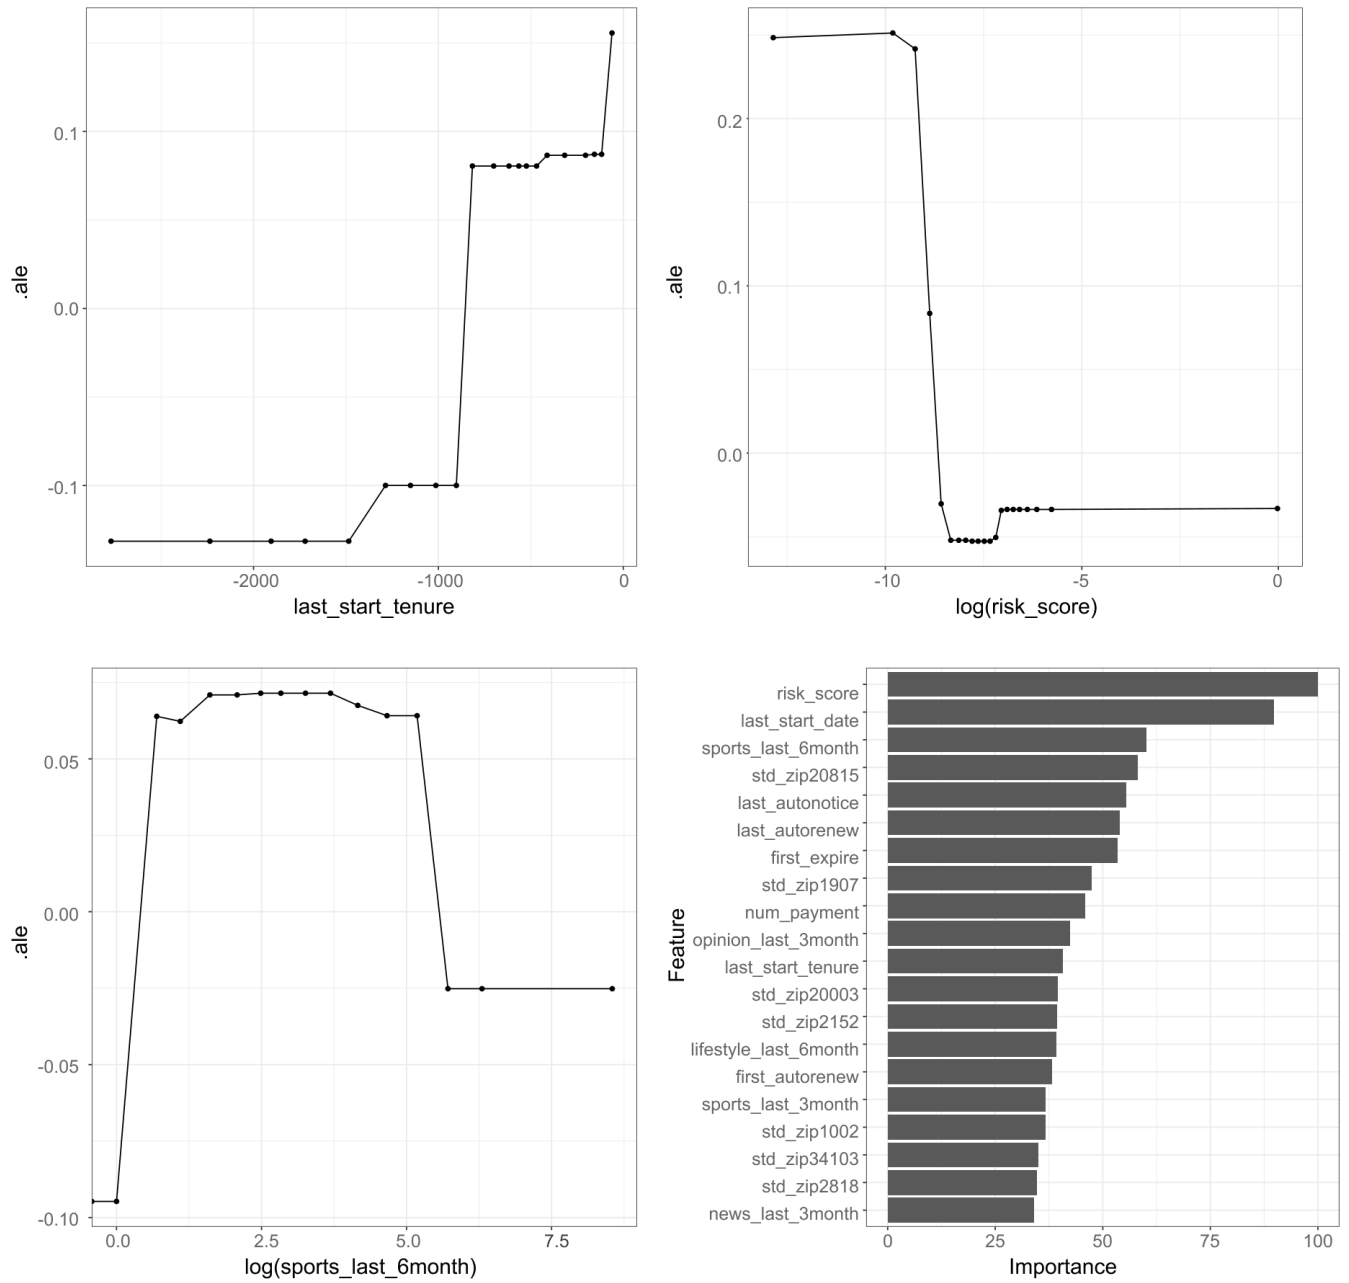 0.1
0.0
-0.1
.ale
-2000
-1000
0
last_start_tenure
0.2
0.1
0.0
.ale
-10
-5
0
log(risk_score)
0.05
0.00
-0.05
-0.10
.ale
0.0
2.5
5.0
7.5
log(sports_last_6month)
Feature
risk_score
last_start_date
sports_last_6month
std_zip20815
last_autonotice
last_autorenew
first_expire
std_zip1907
num_payment
opinion_last_3month
last_start_tenure
std_zip20003
std_zip2152
lifestyle_last_6month
first_autorenew
sports_last_3month
std_zip1002
std_zip34103
std_zip2818
news_last_3month
0
25
50
75
100
Importance